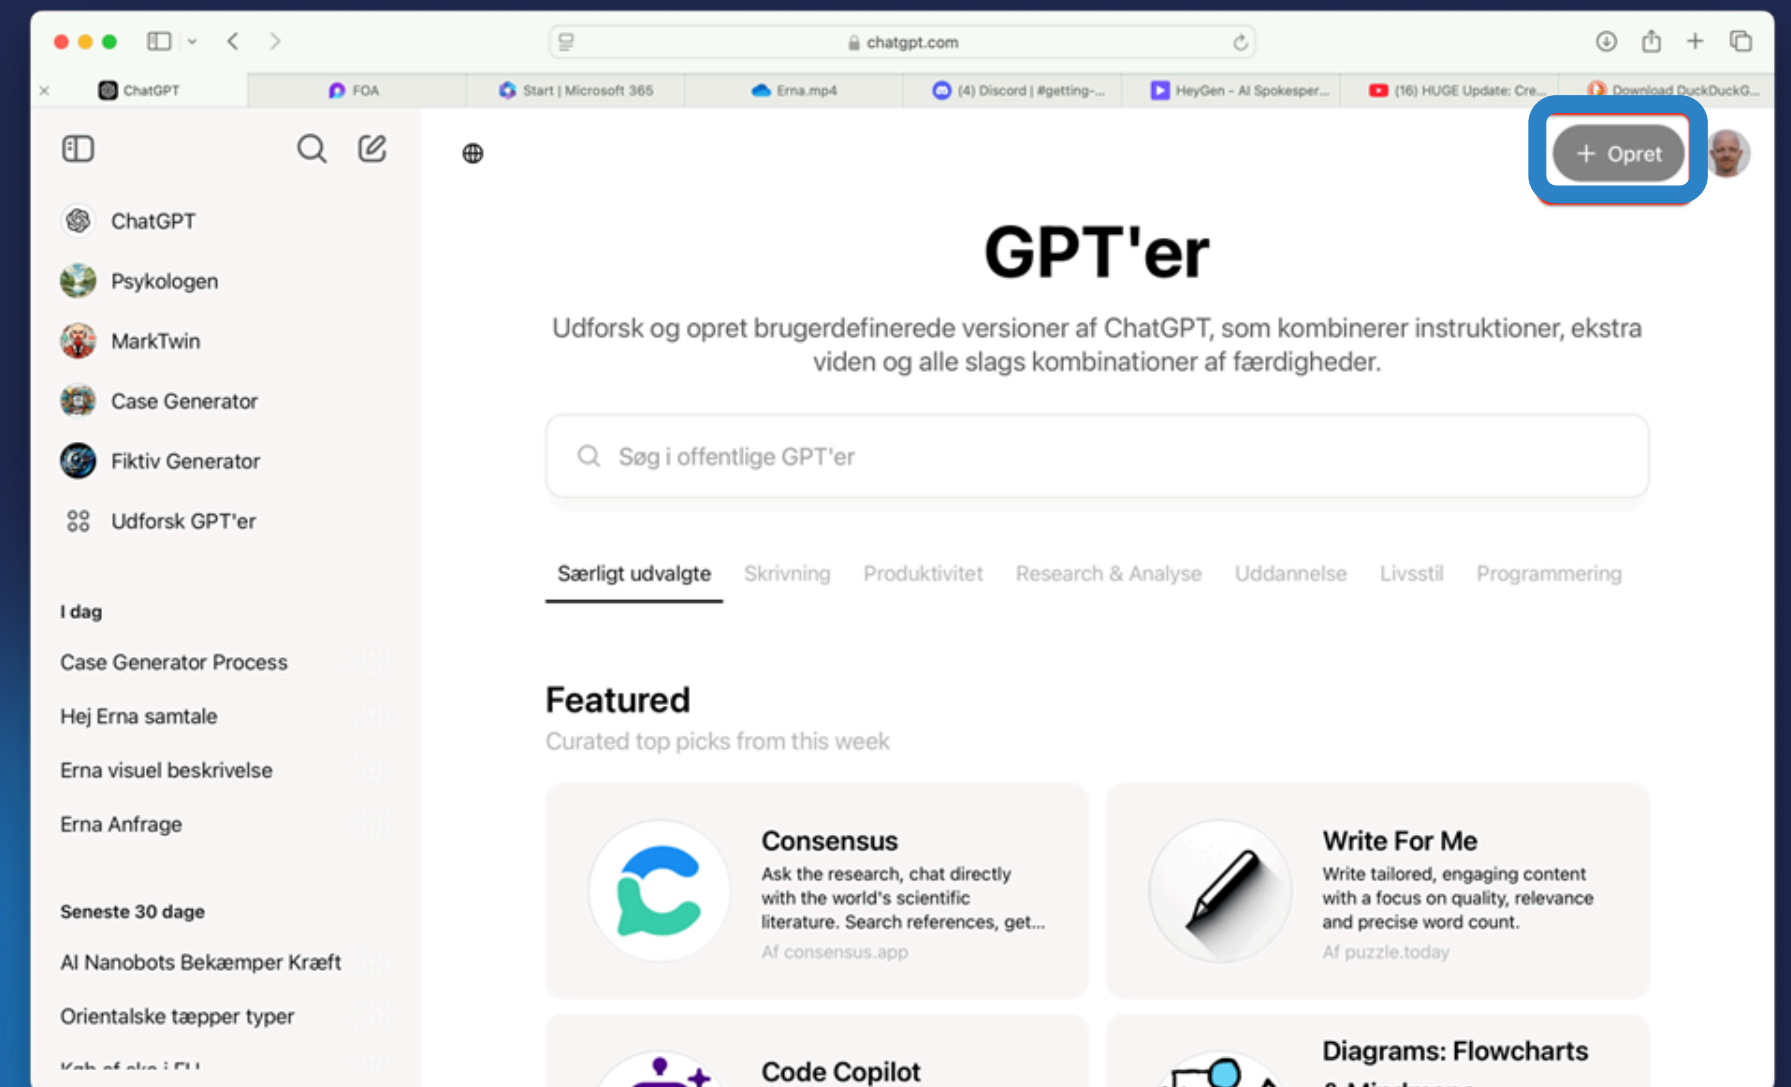 chatgpt.com
ChatGPT
FOA
Start | Microsoft 365
Erna.mp4
(4) Discord | #getting-...
HeyGen - AI Spokesper...
(16) HUGE Update: Cre...
Download DuckDuckG...
+ Opret
ChatGPT
Psykologen
MarkTwin
Case Generator
Fiktiv Generator
Udforsk GPT'er
I dag
Case Generator Process
Hej Erna samtale
Erna visuel beskrivelse
Erna Anfrage
Seneste 30 dage
AI Nanobots Bekæmper Kræft
Orientalske tæpper typer
GPT'er
Udforsk og opret brugerdefinerede versioner af ChatGPT, som kombinerer instruktioner, ekstra
viden og alle slags kombinationer af færdigheder.
Søg i offentlige GPT'er
Særligt udvalgte
Skrivning
Produktivitet
Research & Analyse
Uddannelse
Livsstil
Programmering
Featured
Curated top picks from this week
Consensus
Ask the research, chat directly
with the world's scientific
literature. Search references, get...
Af consensus.app
Write For Me
Write tailored, engaging content
with a focus on quality, relevance
and precise word count.
Af puzzle.today
Code Copilot
Diagrams: Flowcharts